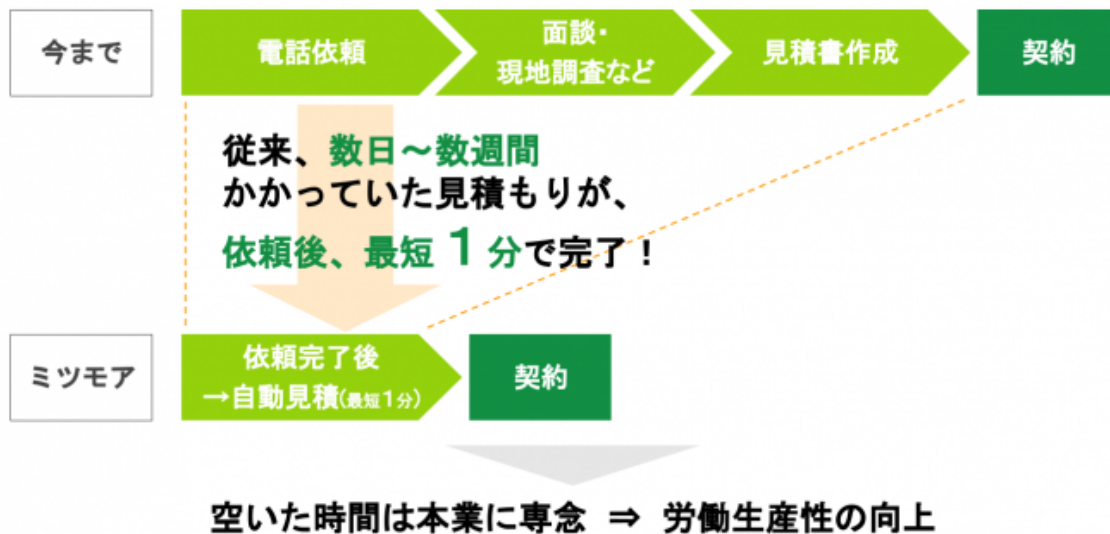 今まで
電話依頼
面談・
現地調査など
見積書作成
契約
従来、数日〜数週間
かかっていた見積もりが、
依頼後、最短 1 分で完了！
ミツモア
依頼完了後
→自動見積(最短1分)
契約
空いた時間は本業に専念 ⇒ 労働生産性の向上